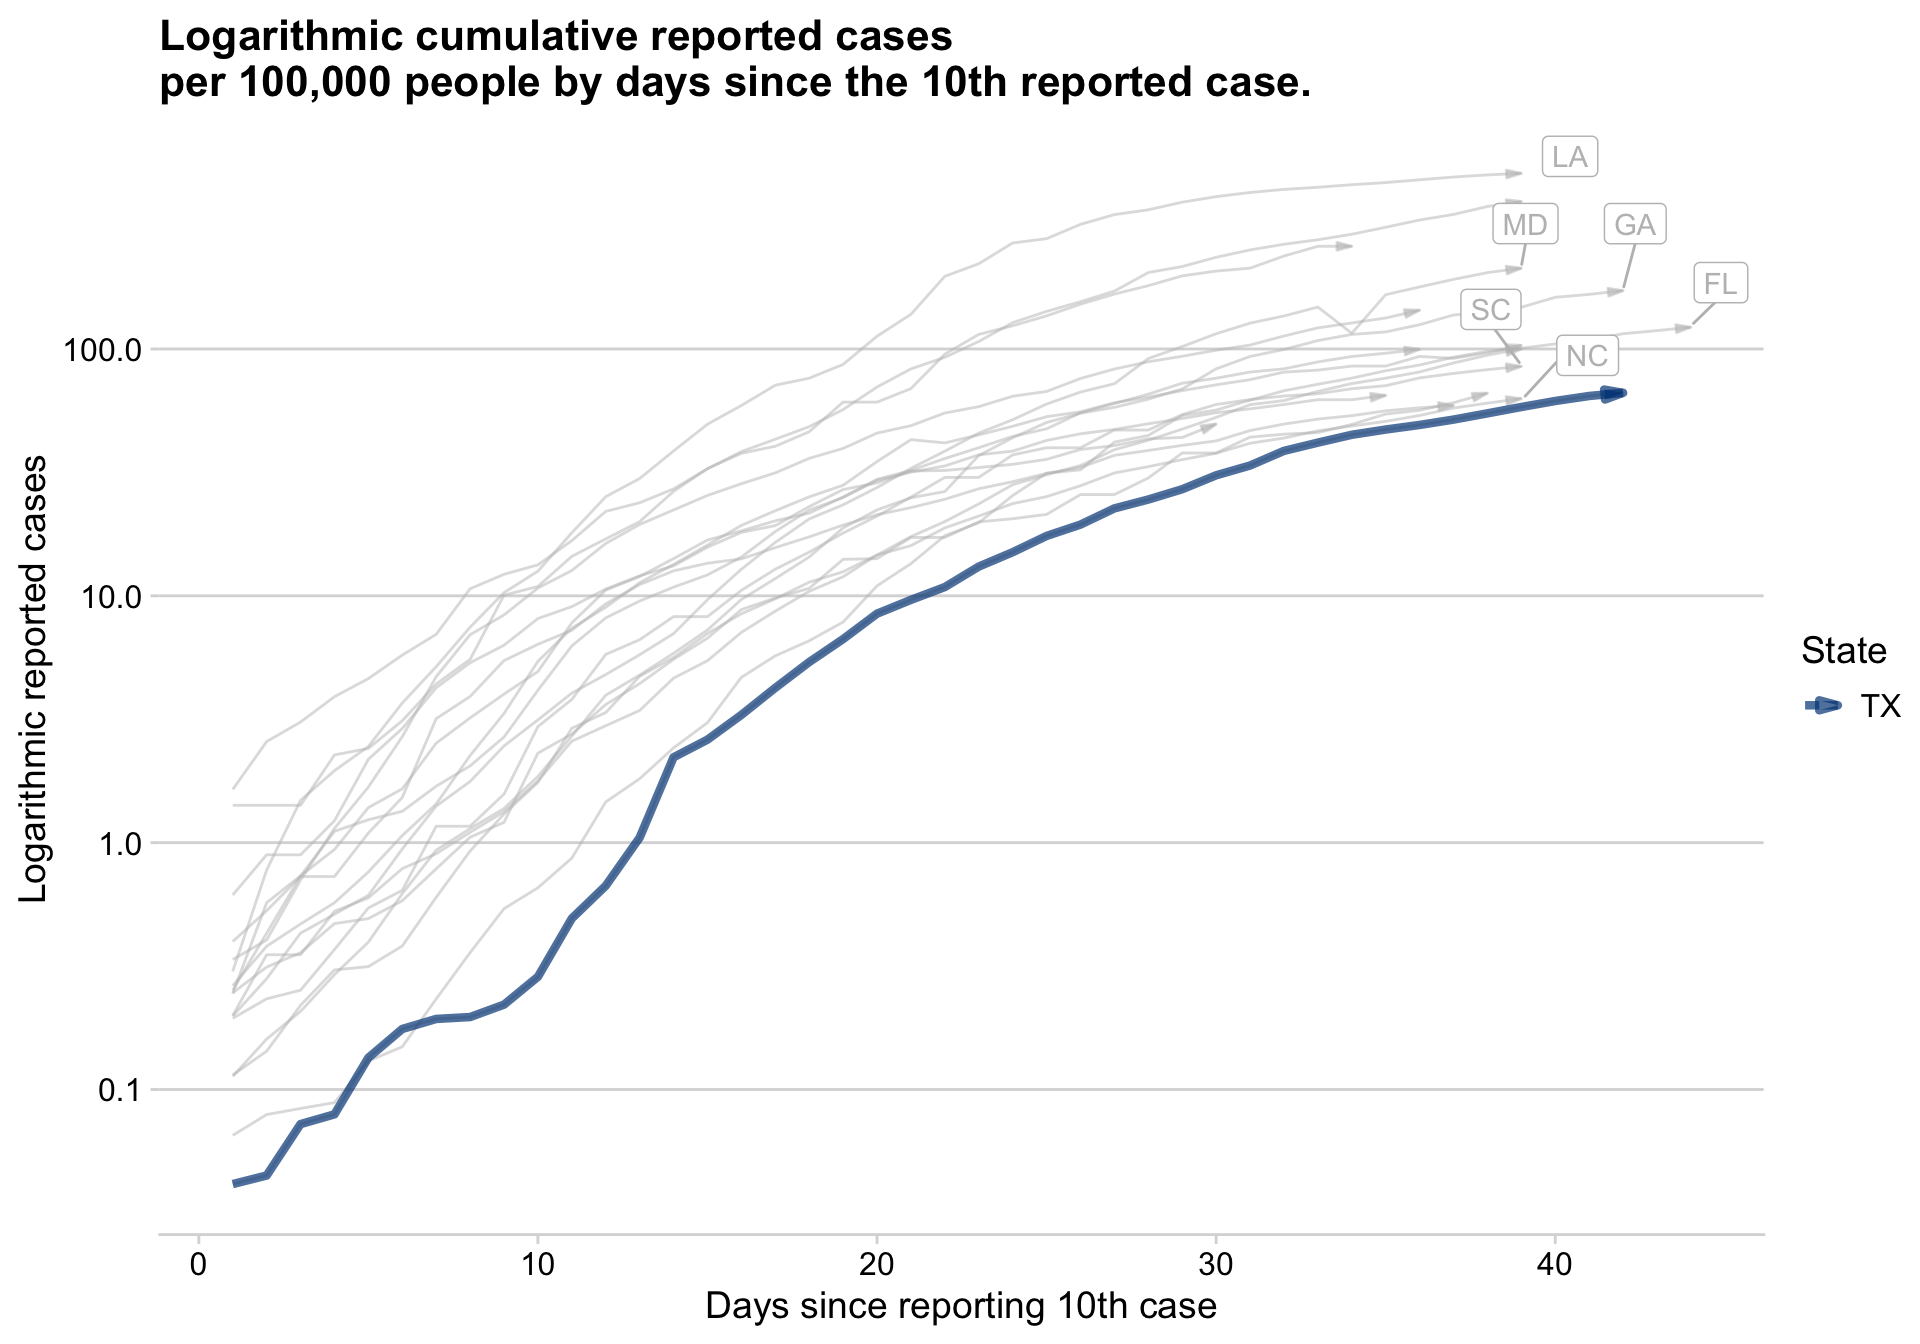 Logarithmic cumulative reported cases
per 100,000 people by days since the 10th reported case.
LA
MD
GA
FL
SC
NC
100.0
10.0
1.0
0.1
Logarithmic reported cases
0
10
20
30
40
Days since reporting 10th case
State
TX